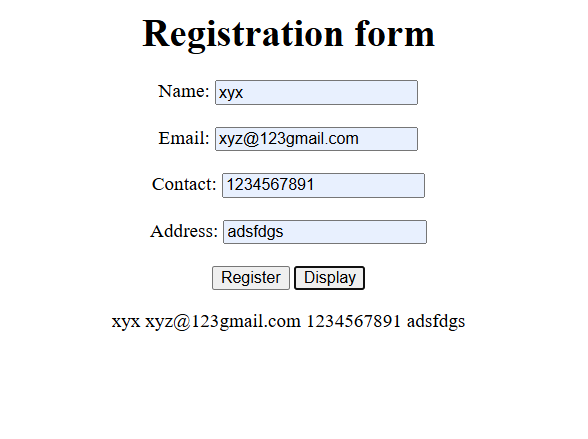 Registration form
Name: xyx
Email: xyz@123gmail.com
Contact: 1234567891
Address: adsfdgs
Register Display
xyx xyz@123gmail.com 1234567891 adsfdgs